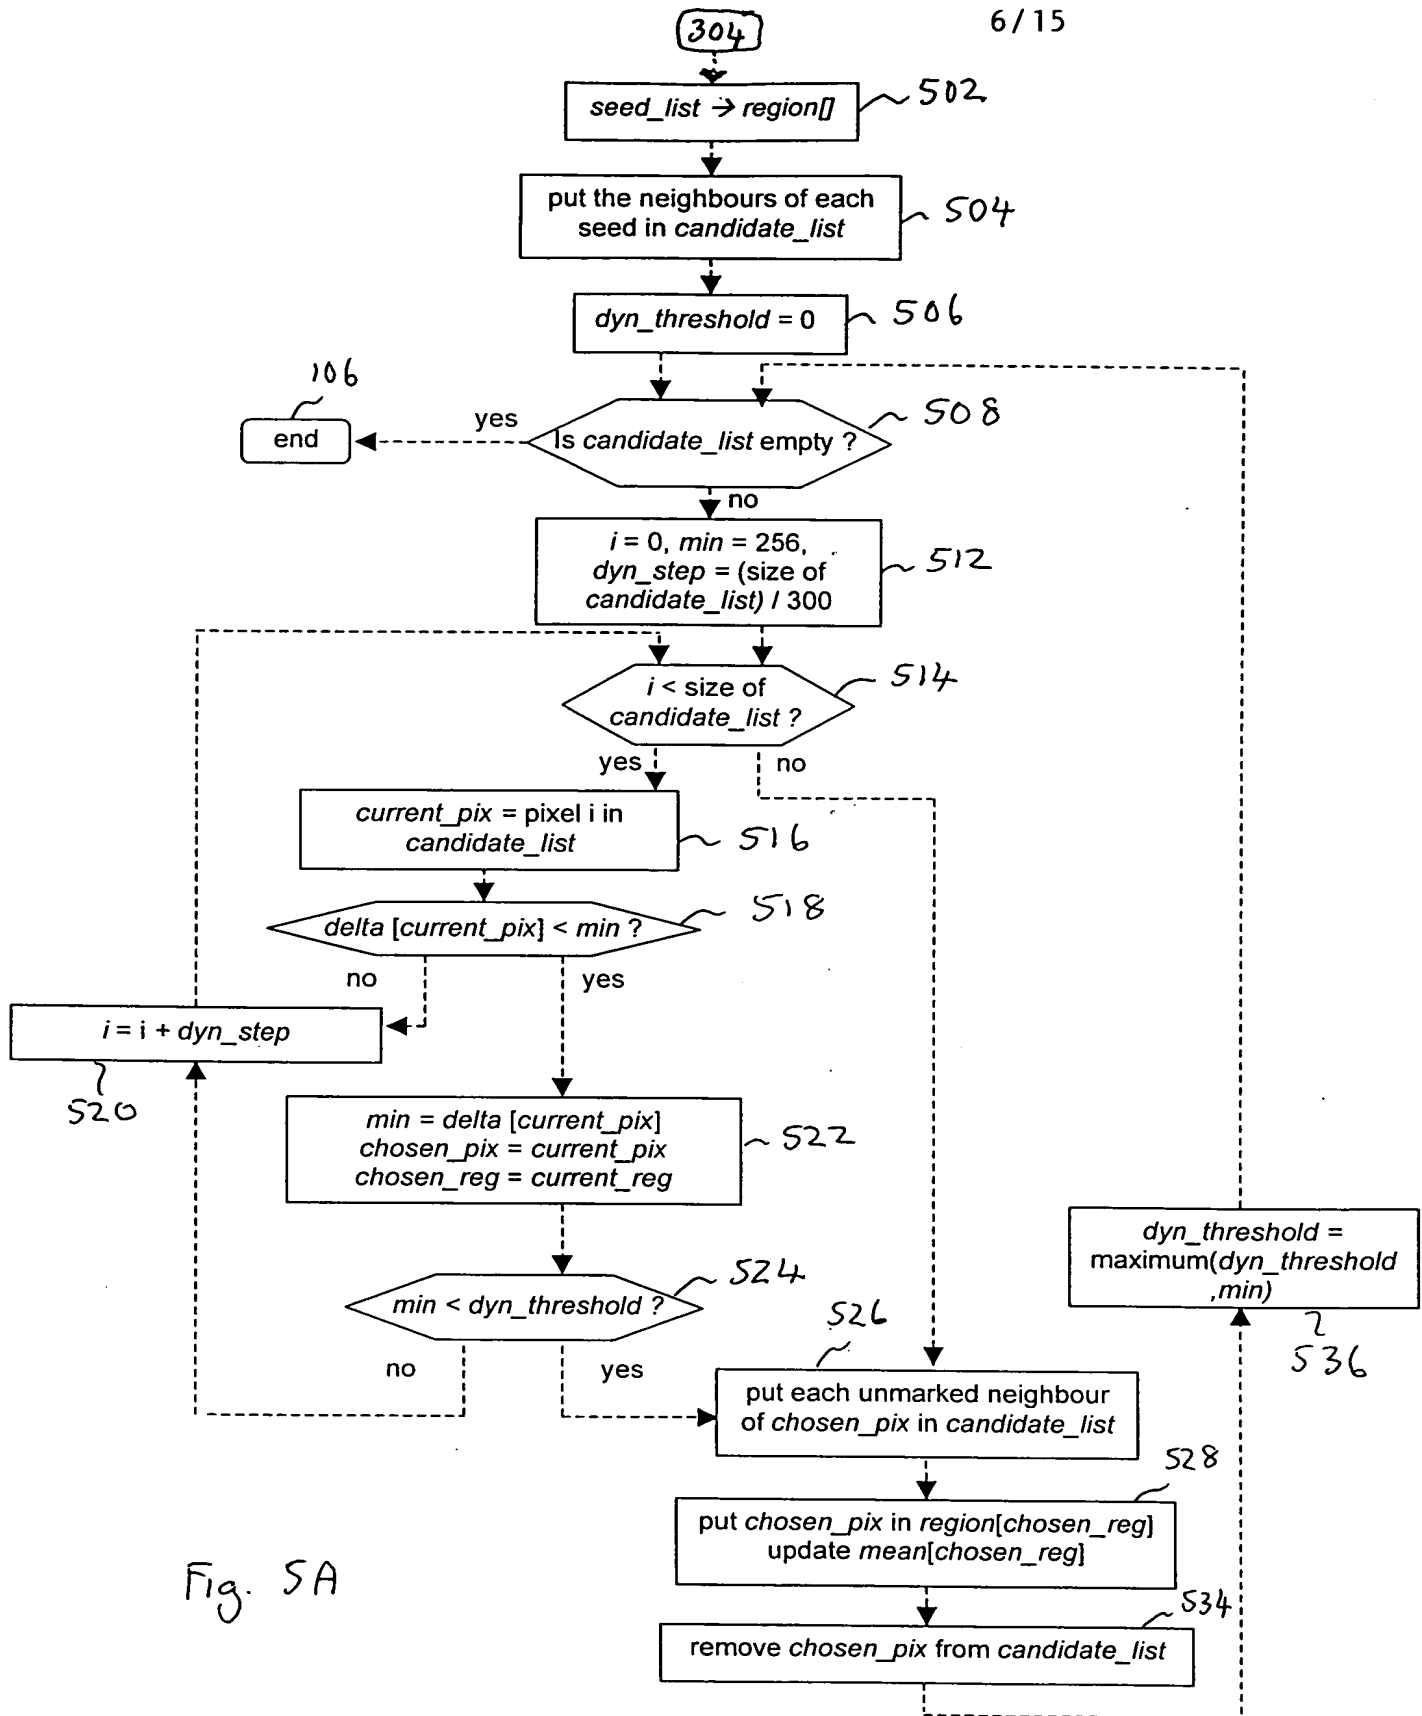 304
6/15
seed_list → region[]
502
put the neighbours of each
seed in candidate_list
504
dyn_threshold = 0
506
106
end
yes
Is candidate_list empty ?
508
no
i = 0, min = 256,
dyn_step = (size of
candidate_list) / 300
512
i < size of
candidate_list ?
514
yes
no
current_pix = pixel i in
candidate_list
516
delta [current_pix] < min ?
518
no
yes
i = i + dyn_step
520
min = delta [current_pix]
chosen_pix = current_pix
chosen_reg = current_reg
522
min < dyn_threshold ?
524
no
yes
526
put each unmarked neighbour
of chosen_pix in candidate_list
dyn_threshold =
maximum(dyn_threshold
,min)
536
528
put chosen_pix in region[chosen_reg]
update mean[chosen_reg]
534
remove chosen_pix from candidate_list
Fig. 5A